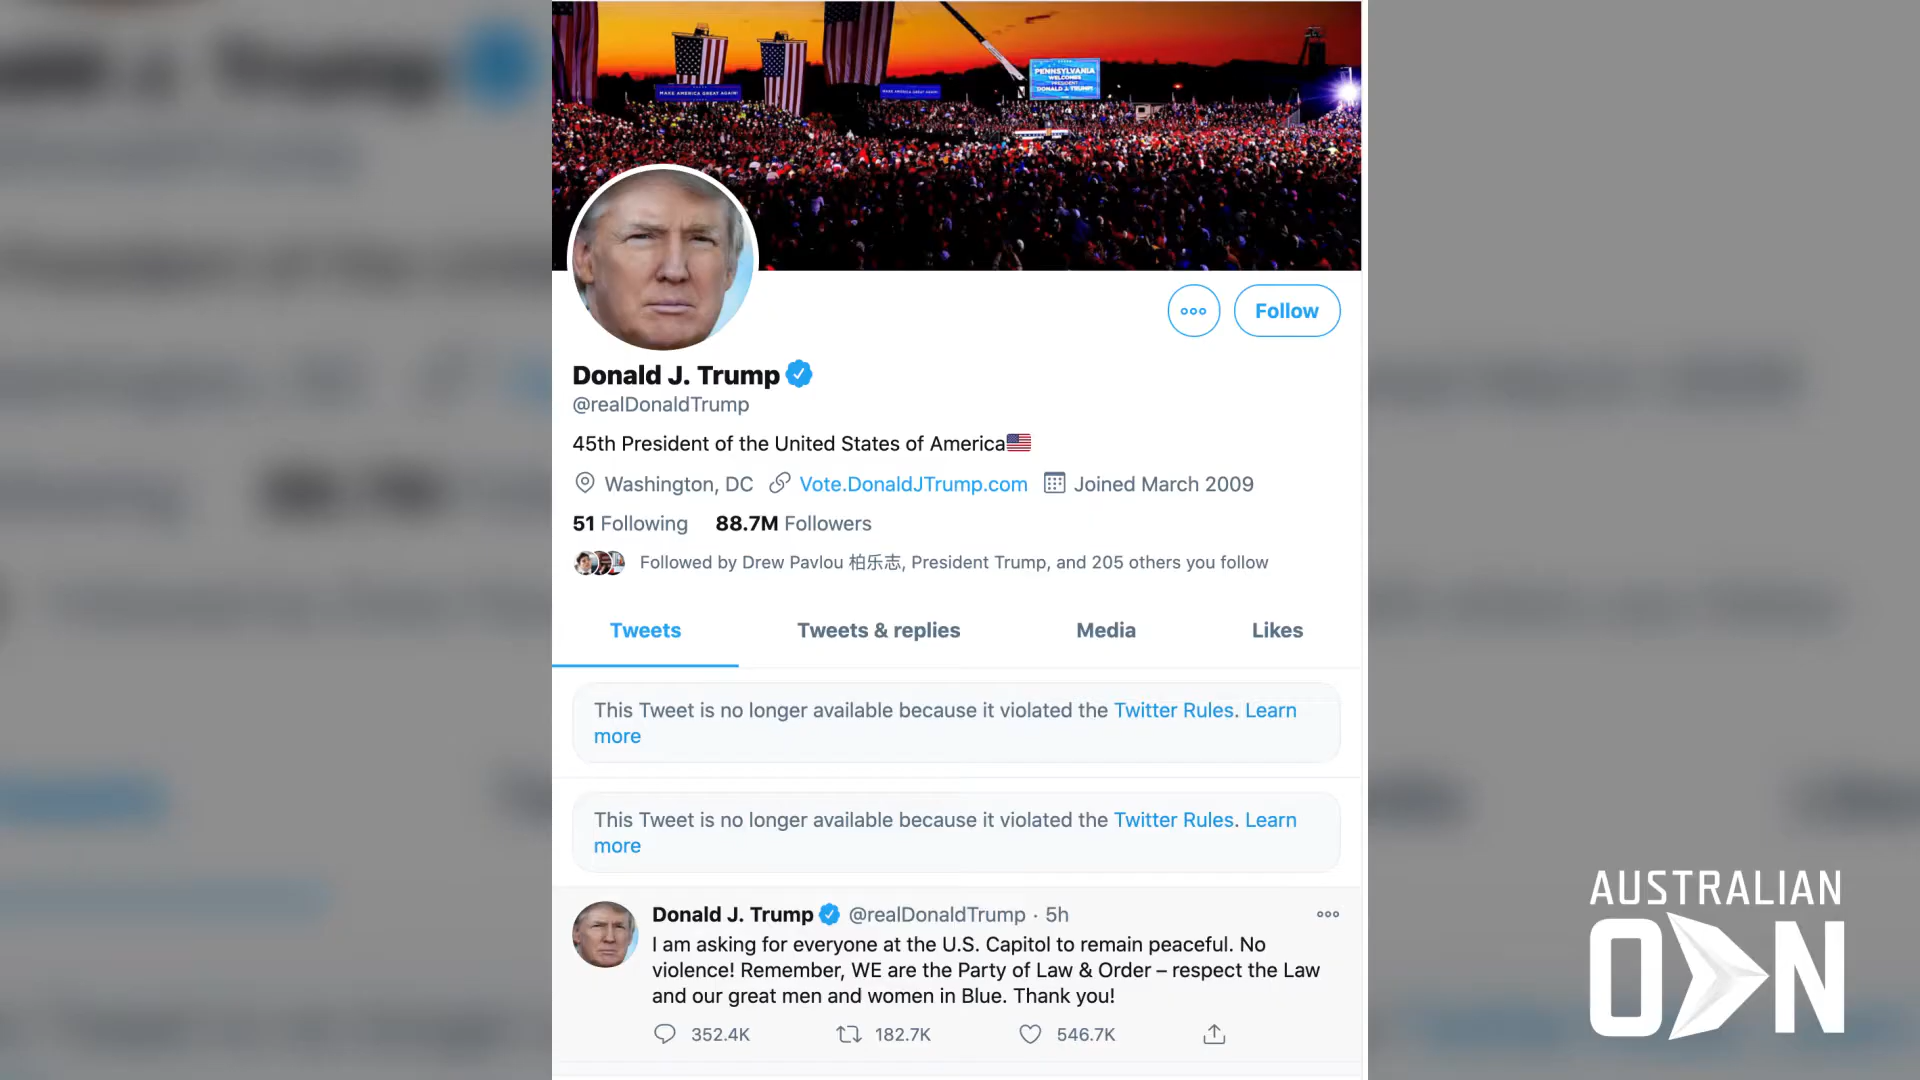 MAKE AMERICA GREAT AGAIN!
MAKE AMERICA GREAT AGAIN!
PENNSYLVANIA
WELCOMES
PRESIDENT
DONALD J. TRUMP!
Follow
Donald J. Trump
@realDonaldTrump
45th President of the United States of America
Washington, DC Vote.DonaldJTrump.com Joined March 2009
51 Following 88.7M Followers
Followed by Drew Pavlou 柏乐志, President Trump, and 205 others you follow
Tweets Tweets & replies Media Likes
This Tweet is no longer available because it violated the Twitter Rules. Learn
more
This Tweet is no longer available because it violated the Twitter Rules. Learn
more
Donald J. Trump @realDonaldTrump · 5h
I am asking for everyone at the U.S. Capitol to remain peaceful. No
violence! Remember, WE are the Party of Law & Order – respect the Law
and our great men and women in Blue. Thank you!
352.4K 182.7K 546.7K
AUSTRALIAN
ON